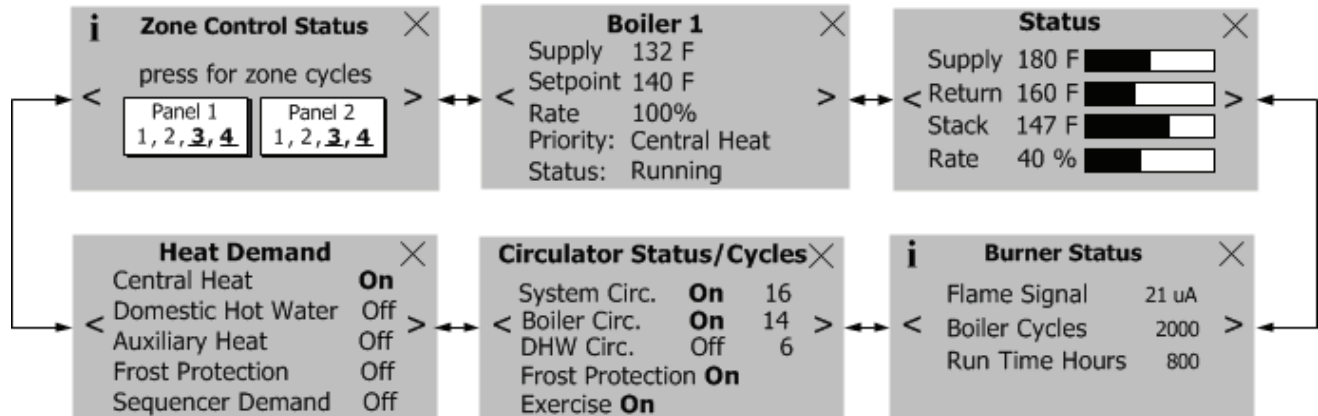 i Zone Control Status X
press for zone cycles
< >
Panel 1
1, 2, 3, 4
Panel 2
1, 2, 3, 4
Boiler 1 X
Supply 132 F
< Setpoint 140 F >
Rate 100%
Priority: Central Heat
Status: Running
Status X
Supply 180 F
< Return 160 F >
Stack 147 F
Rate 40 %
Heat Demand X
Central Heat On
< Domestic Hot Water Off >
Auxiliary Heat Off
Frost Protection Off
Sequencer Demand Off
Circulator Status/Cycles X
System Circ. On 16
< Boiler Circ. On 14 >
DHW Circ. Off 6
Frost Protection On
Exercise On
i Burner Status X
Flame Signal 21 uA
< Boiler Cycles 2000 >
Run Time Hours 800